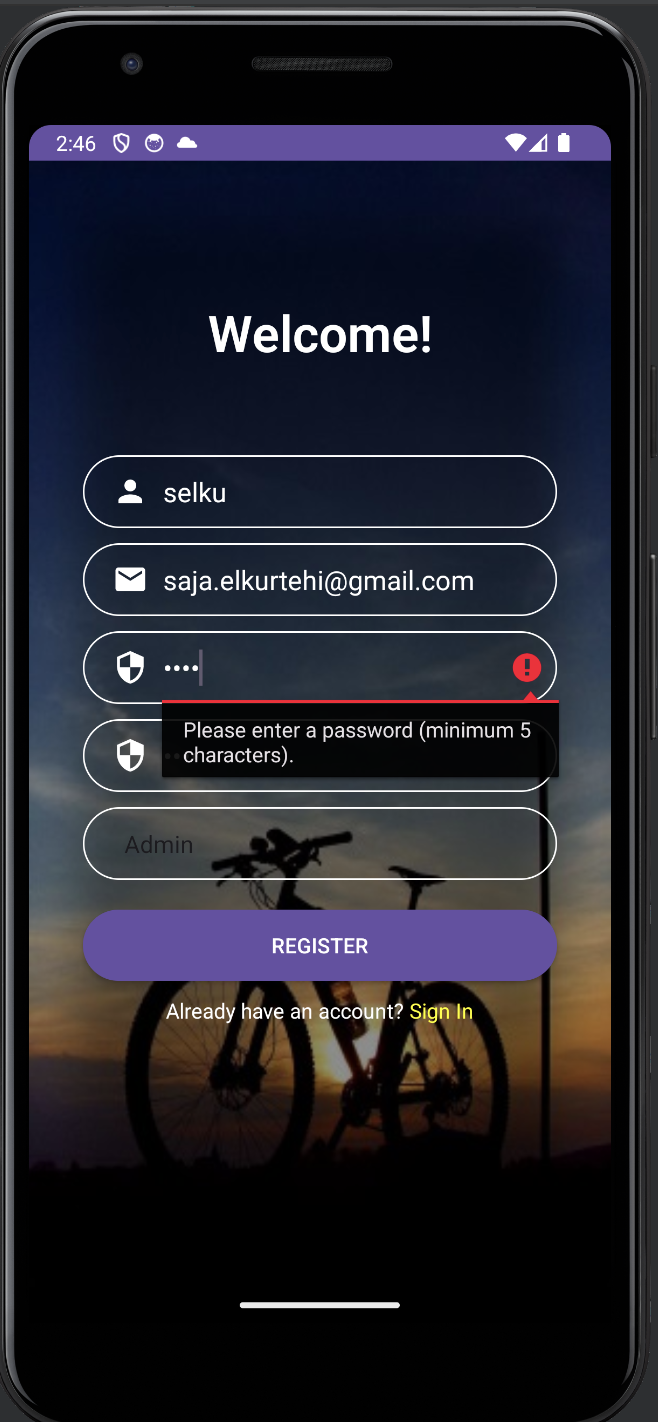 2:46
Welcome!
selku
saja.elkurtehi@gmail.com
••••
Please enter a password (minimum 5
characters).
Admin
REGISTER
Already have an account? Sign In